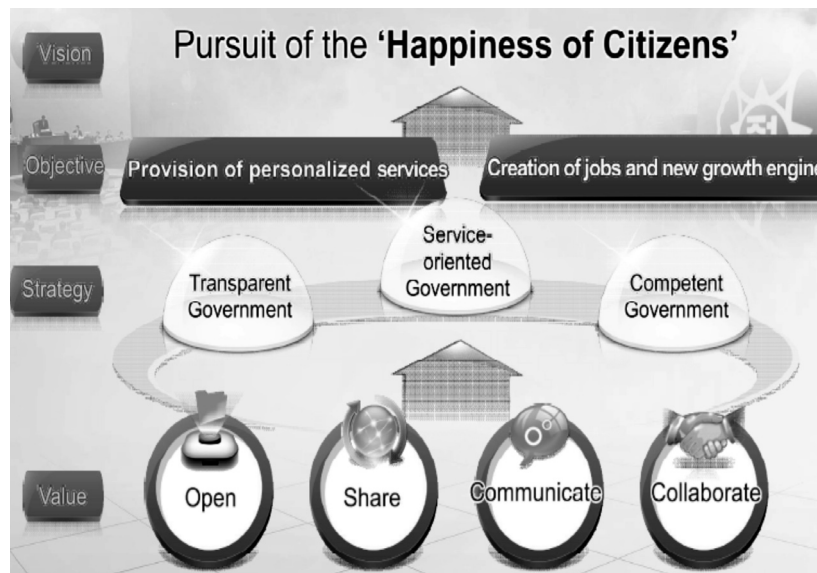 Vision
Pursuit of the ‘Happiness of Citizens’
Objective
Provision of personalized services
Creation of jobs and new growth engine
Strategy
Transparent
Government
Service-
oriented
Government
Competent
Government
Value
Open
Share
Communicate
Collaborate